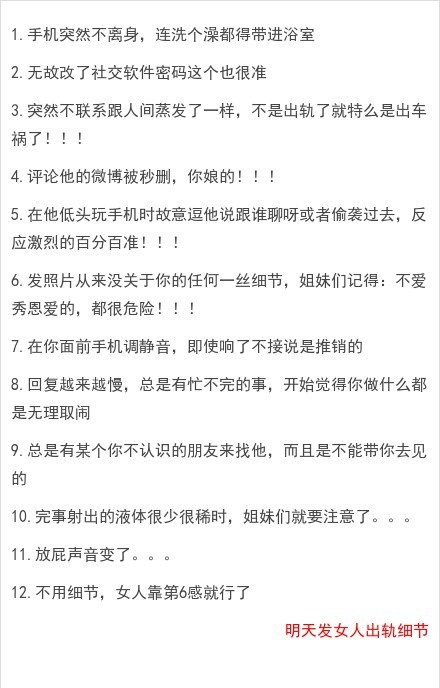 1.手机突然不离身，连洗个澡都得带进浴室
2.无故改了社交软件密码这个也很准
3.突然不联系跟人间蒸发了一样，不是出轨了就特么是出车
祸了！！！
4.评论他的微博被秒删，你娘的！！！
5.在他低头玩手机时故意逗他说跟谁聊呀或者偷袭过去，反
应激烈的百分百准！！！
6.发照片从来没关于你的任何一丝细节，姐妹们记得：不爱
秀恩爱的，都很危险！！！
7.在你面前手机调静音，即使响了不接说是推销的
8.回复越来越慢，总是有忙不完的事，开始觉得你做什么都
是无理取闹
9.总是有某个你不认识的朋友来找他，而且是不能带你去见
的
10.完事射出的液体很少很稀时，姐妹们就要注意了。。。
11.放屁声音变了。。。
12.不用细节，女人靠第6感就行了
明天发女人出轨细节